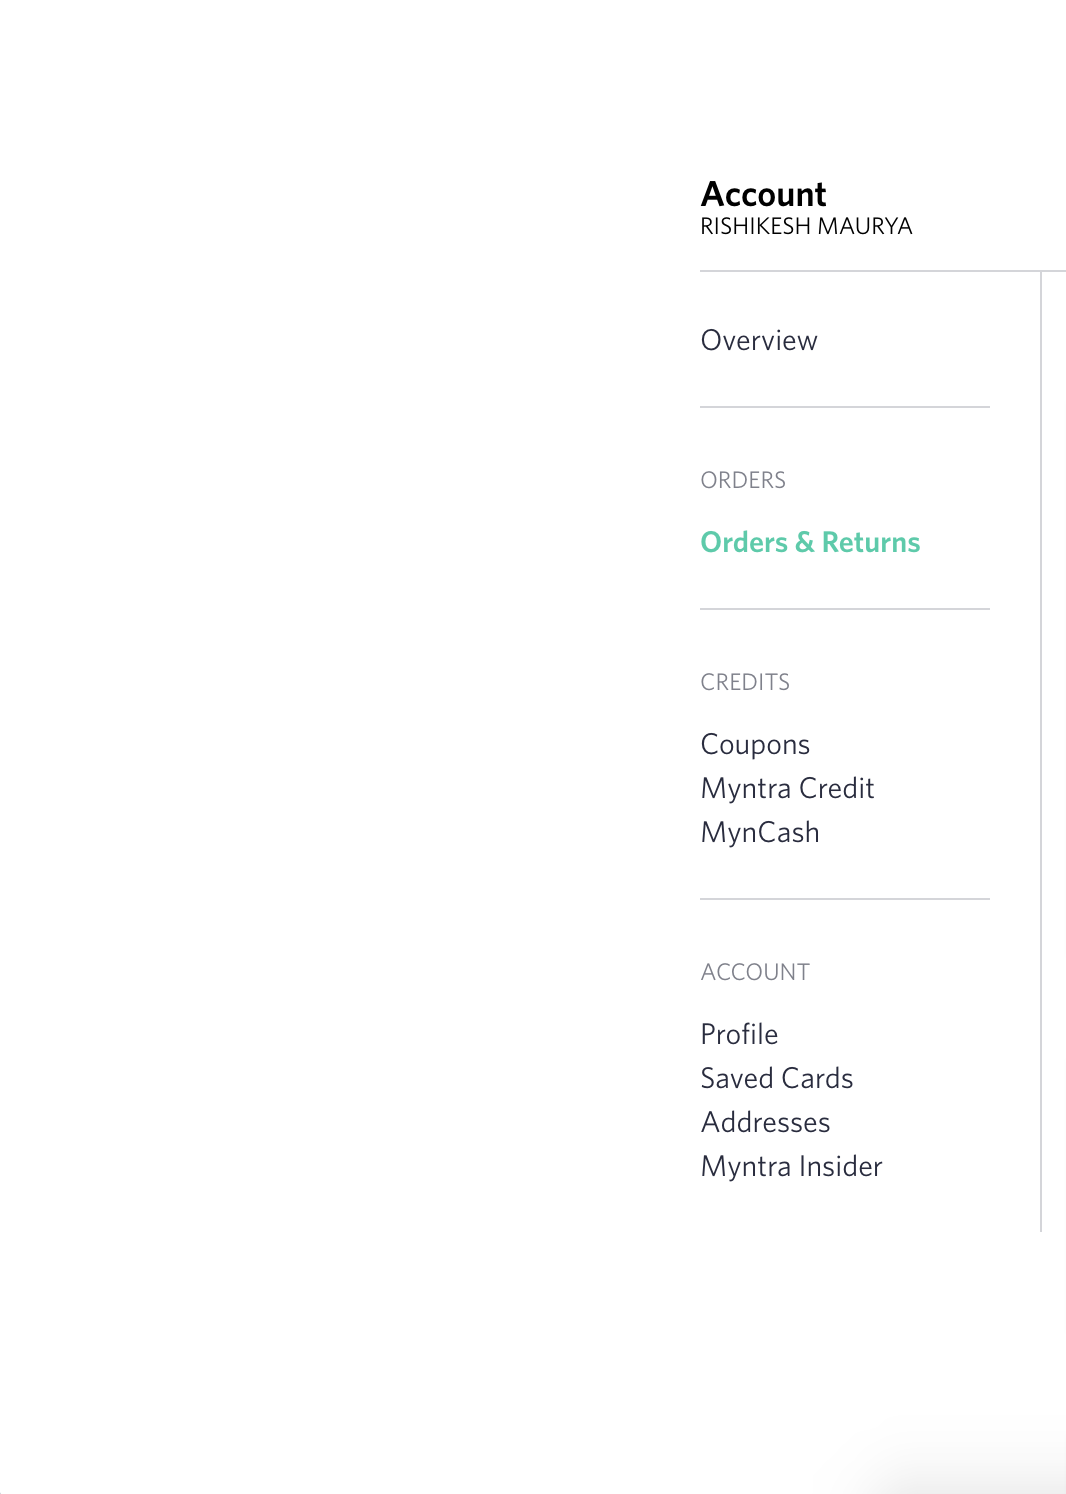 Account
RISHIKESH MAURYA
Overview
ORDERS
Orders & Returns
CREDITS
Coupons
Myntra Credit
MynCash
ACCOUNT
Profile
Saved Cards
Addresses
Myntra Insider